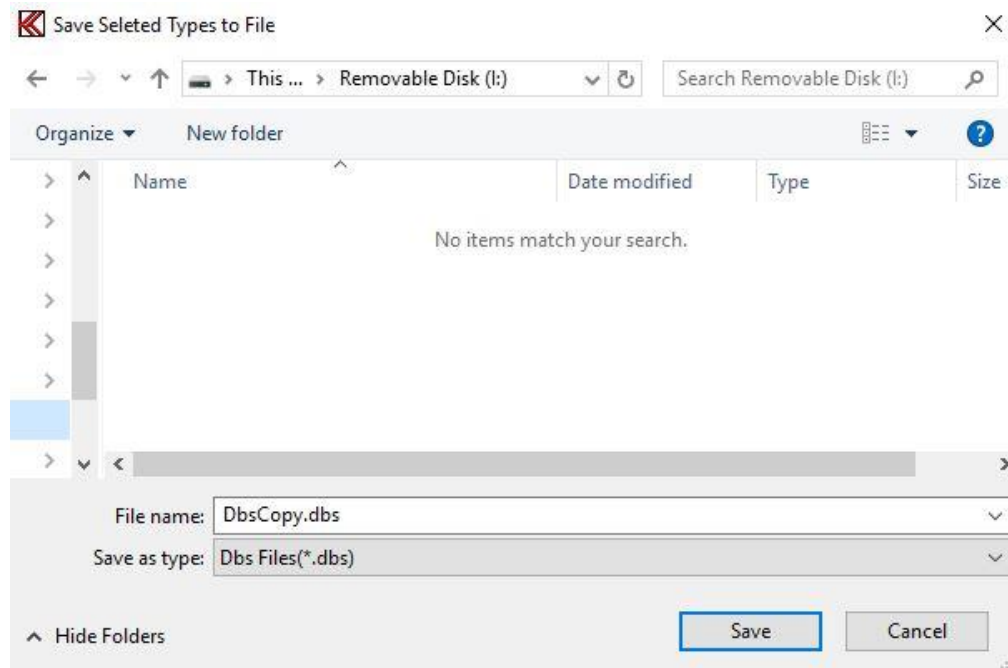 Save Seleted Types to File
This ... > Removable Disk (I:)
Search Removable Disk (I:)
Organize
New folder
Name
Date modified
Type
Size
No items match your search.
File name: DbsCopy.dbs
Save as type: Dbs Files(*.dbs)
Hide Folders
Save
Cancel